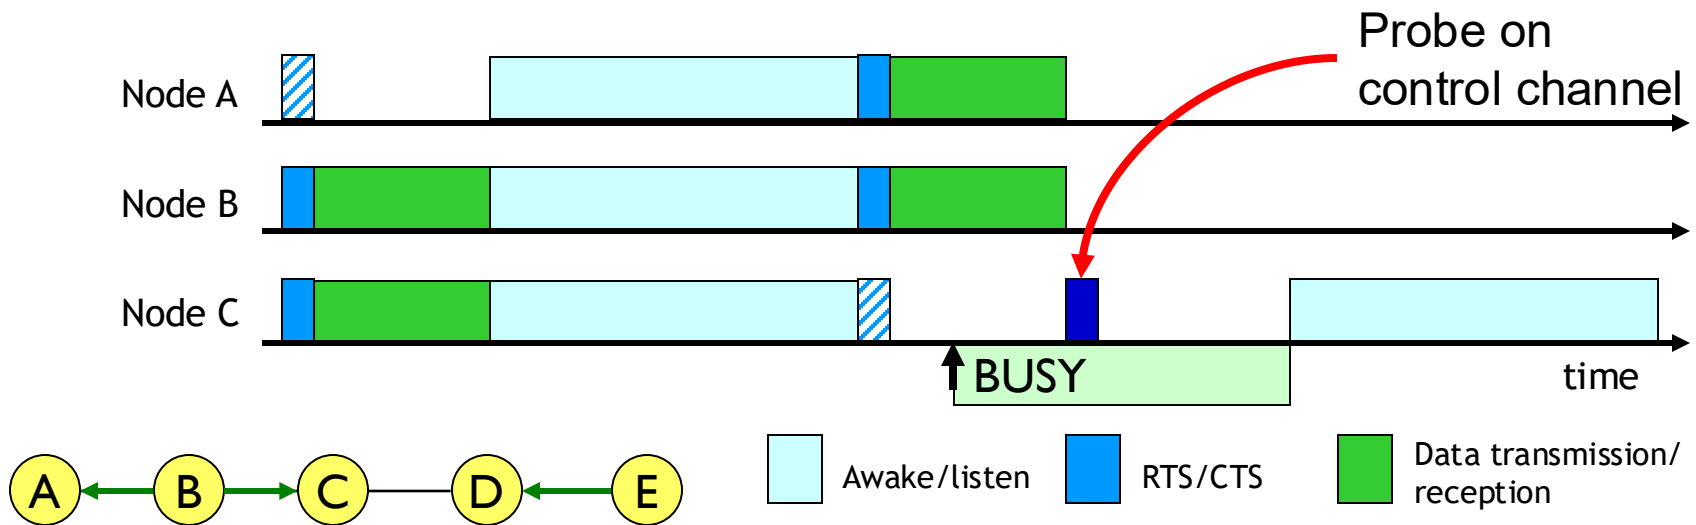 Probe on
control channel
Node A
Node B
Node C
BUSY
time
A B C D E
Awake/listen
RTS/CTS
Data transmission/
reception